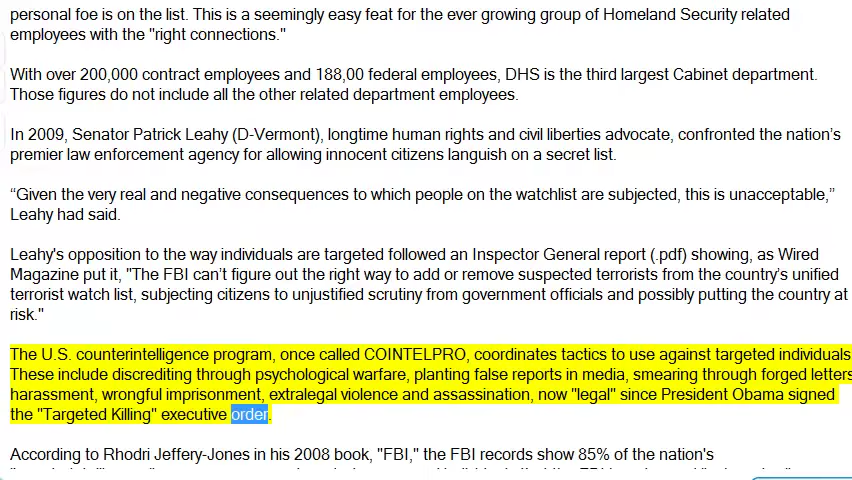 personal foe is on the list. This is a seemingly easy feat for the ever growing group of Homeland Security related
employees with the "right connections."
With over 200,000 contract employees and 188,00 federal employees, DHS is the third largest Cabinet department.
Those figures do not include all the other related department employees.
In 2009, Senator Patrick Leahy (D-Vermont), longtime human rights and civil liberties advocate, confronted the nation’s
premier law enforcement agency for allowing innocent citizens languish on a secret list.
“Given the very real and negative consequences to which people on the watchlist are subjected, this is unacceptable,”
Leahy had said.
Leahy's opposition to the way individuals are targeted followed an Inspector General report (.pdf) showing, as Wired
Magazine put it, "The FBI can’t figure out the right way to add or remove suspected terrorists from the country’s unified
terrorist watch list, subjecting citizens to unjustified scrutiny from government officials and possibly putting the country at
risk."
The U.S. counterintelligence program, once called COINTELPRO, coordinates tactics to use against targeted individuals
These include discrediting through psychological warfare, planting false reports in media, smearing through forged letters
harassment, wrongful imprisonment, extralegal violence and assassination, now "legal" since President Obama signed
the "Targeted Killing" executive order.
According to Rhodri Jeffery-Jones in his 2008 book, "FBI," the FBI records show 85% of the nation's